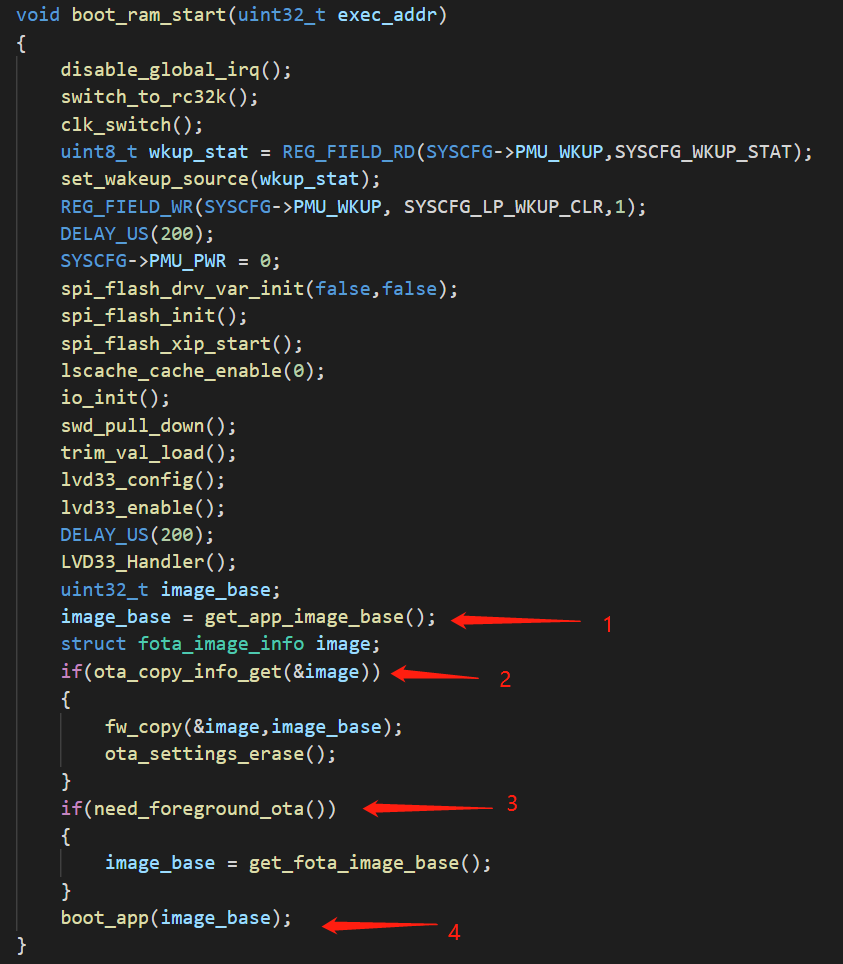 void boot_ram_start(uint32_t exec_addr)
{
    disable_global_irq();
    switch_to_rc32k();
    clk_switch();
    uint8_t wkup_stat = REG_FIELD_RD(SYSCFG->PMU_WKUP,SYSCFG_WKUP_STAT);
    set_wakeup_source(wkup_stat);
    REG_FIELD_WR(SYSCFG->PMU_WKUP, SYSCFG_LP_WKUP_CLR,1);
    DELAY_US(200);
    SYSCFG->PMU_PWR = 0;
    spi_flash_drv_var_init(false,false);
    spi_flash_init();
    spi_flash_xip_start();
    lscache_cache_enable(0);
    io_init();
    swd_pull_down();
    trim_val_load();
    lvd33_config();
    lvd33_enable();
    DELAY_US(200);
    LVD33_Handler();
    uint32_t image_base;
    image_base = get_app_image_base(); 1
    struct fota_image_info image;
    if(ota_copy_info_get(&image)) 2
    {
        fw_copy(&image,image_base);
        ota_settings_erase();
    }
    if(need_foreground_ota()) 3
    {
        image_base = get_fota_image_base();
    }
    boot_app(image_base); 4
}